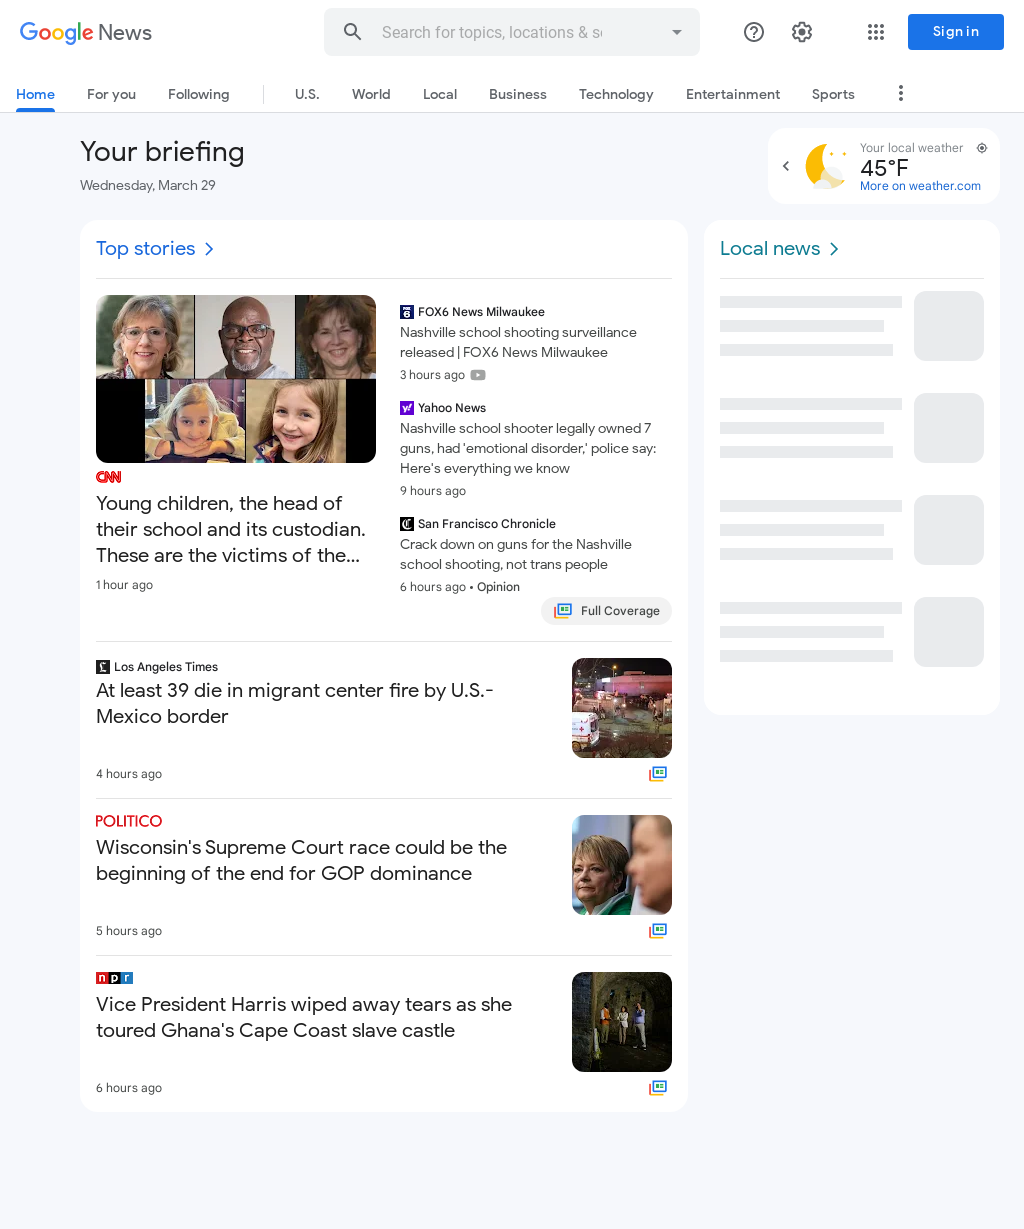 Google News
Search for topics, locations & so
Sign in
Home
For you
Following
U.S.
World
Local
Business
Technology
Entertainment
Sports
Your briefing
Wednesday, March 29
Your local weather
45°F
More on weather.com
Top stories
CNN
Young children, the head of
their school and its custodian.
These are the victims of the...
1 hour ago
FOX6 News Milwaukee
Nashville school shooting surveillance
released | FOX6 News Milwaukee
3 hours ago
Yahoo News
Nashville school shooter legally owned 7
guns, had 'emotional disorder,' police say:
Here's everything we know
9 hours ago
San Francisco Chronicle
Crack down on guns for the Nashville
school shooting, not trans people
6 hours ago • Opinion
Full Coverage
Los Angeles Times
At least 39 die in migrant center fire by U.S.-
Mexico border
4 hours ago
POLITICO
Wisconsin's Supreme Court race could be the
beginning of the end for GOP dominance
5 hours ago
npr
Vice President Harris wiped away tears as she
toured Ghana's Cape Coast slave castle
6 hours ago
Local news